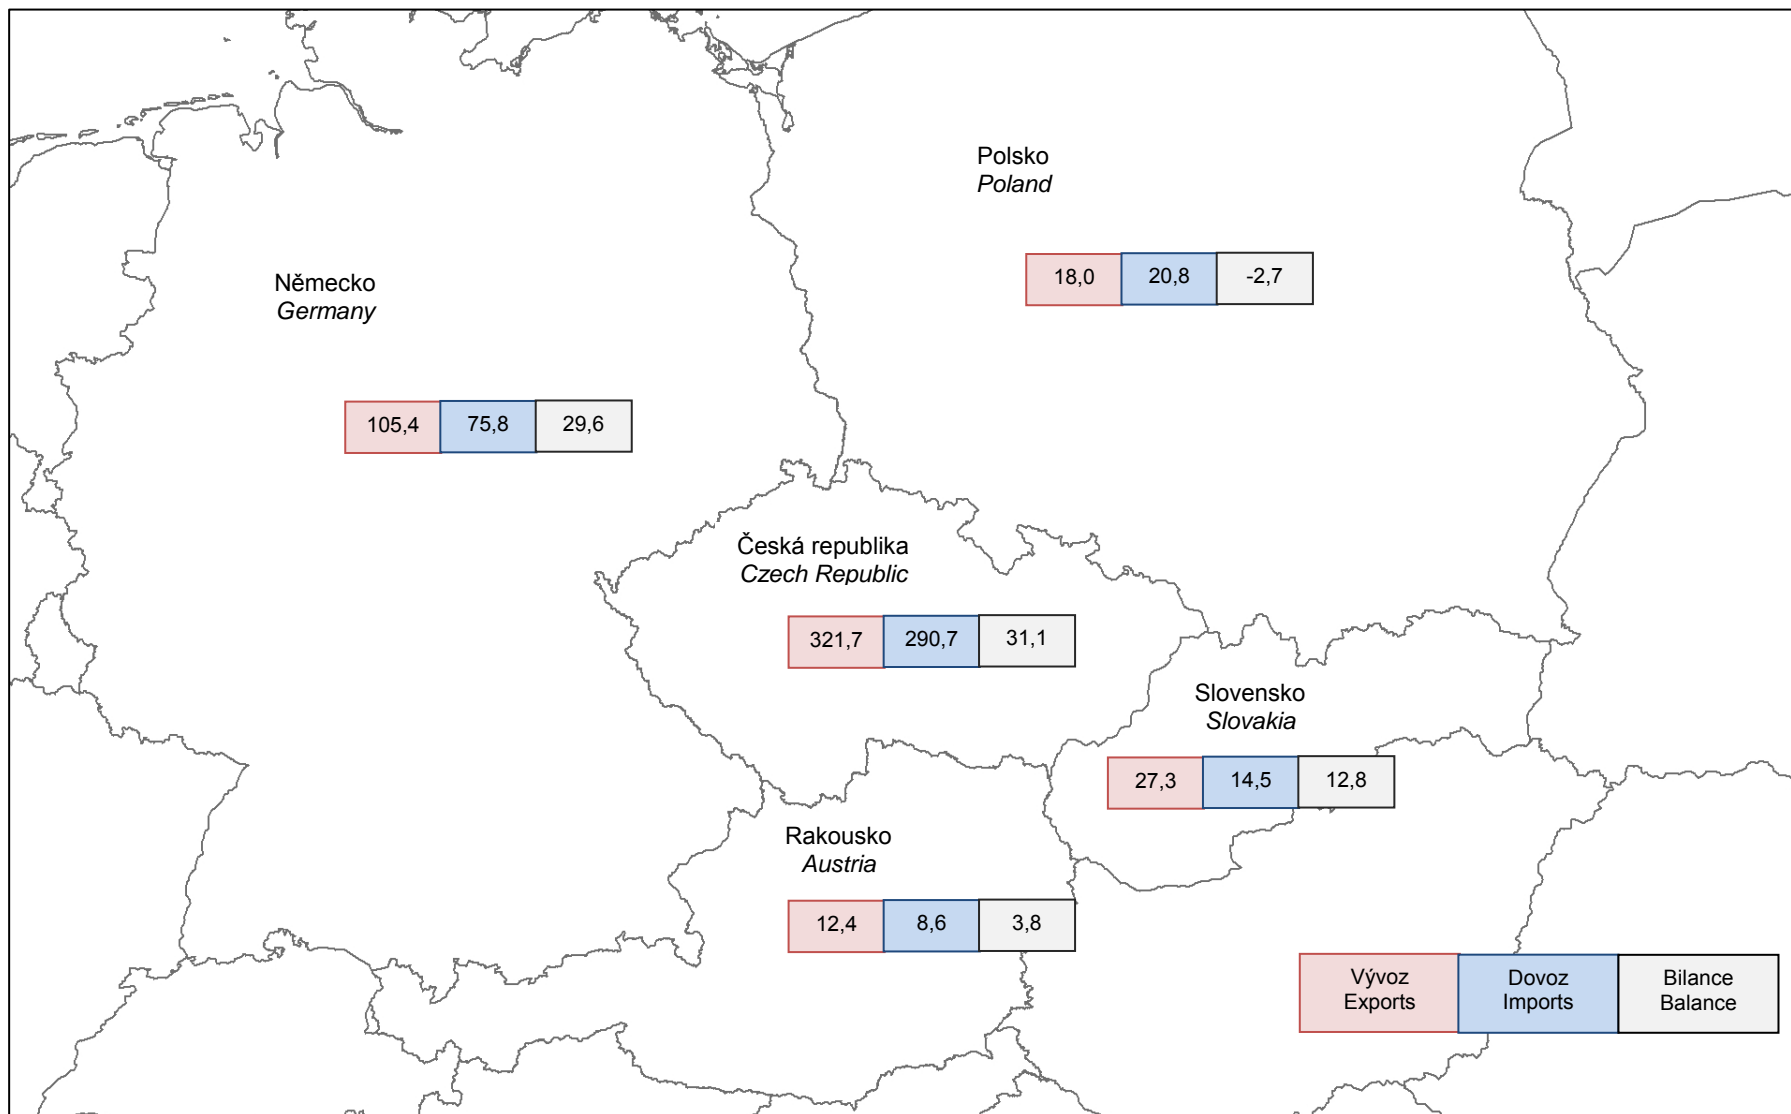 Polsko
Poland
18,0 20,8 -2,7
Německo
Germany
105,4 75,8 29,6
Česká republika
Czech Republic
321,7 290,7 31,1
Slovensko
Slovakia
27,3 14,5 12,8
Rakousko
Austria
12,4 8,6 3,8
Vývoz Dovoz Bilance
Exports Imports Balance